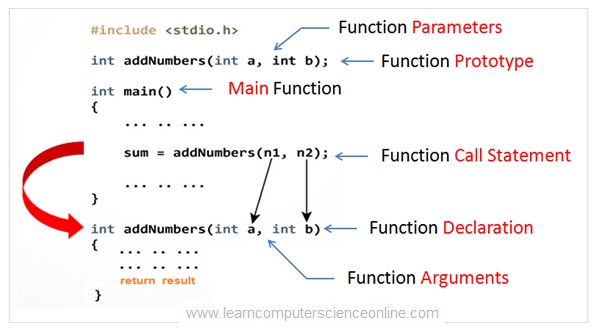 #include <stdio.h>
Function Parameters
int addNumbers(int a, int b);
Function Prototype
int main()
Main Function
{
... .. ...
sum = addNumbers(n1, n2);
Function Call Statement
... .. ...
}
int addNumbers(int a, int b)
Function Declaration
{
... .. ...
... .. ...
Function Arguments
return result
}
www.learncomputerscienceonline.com